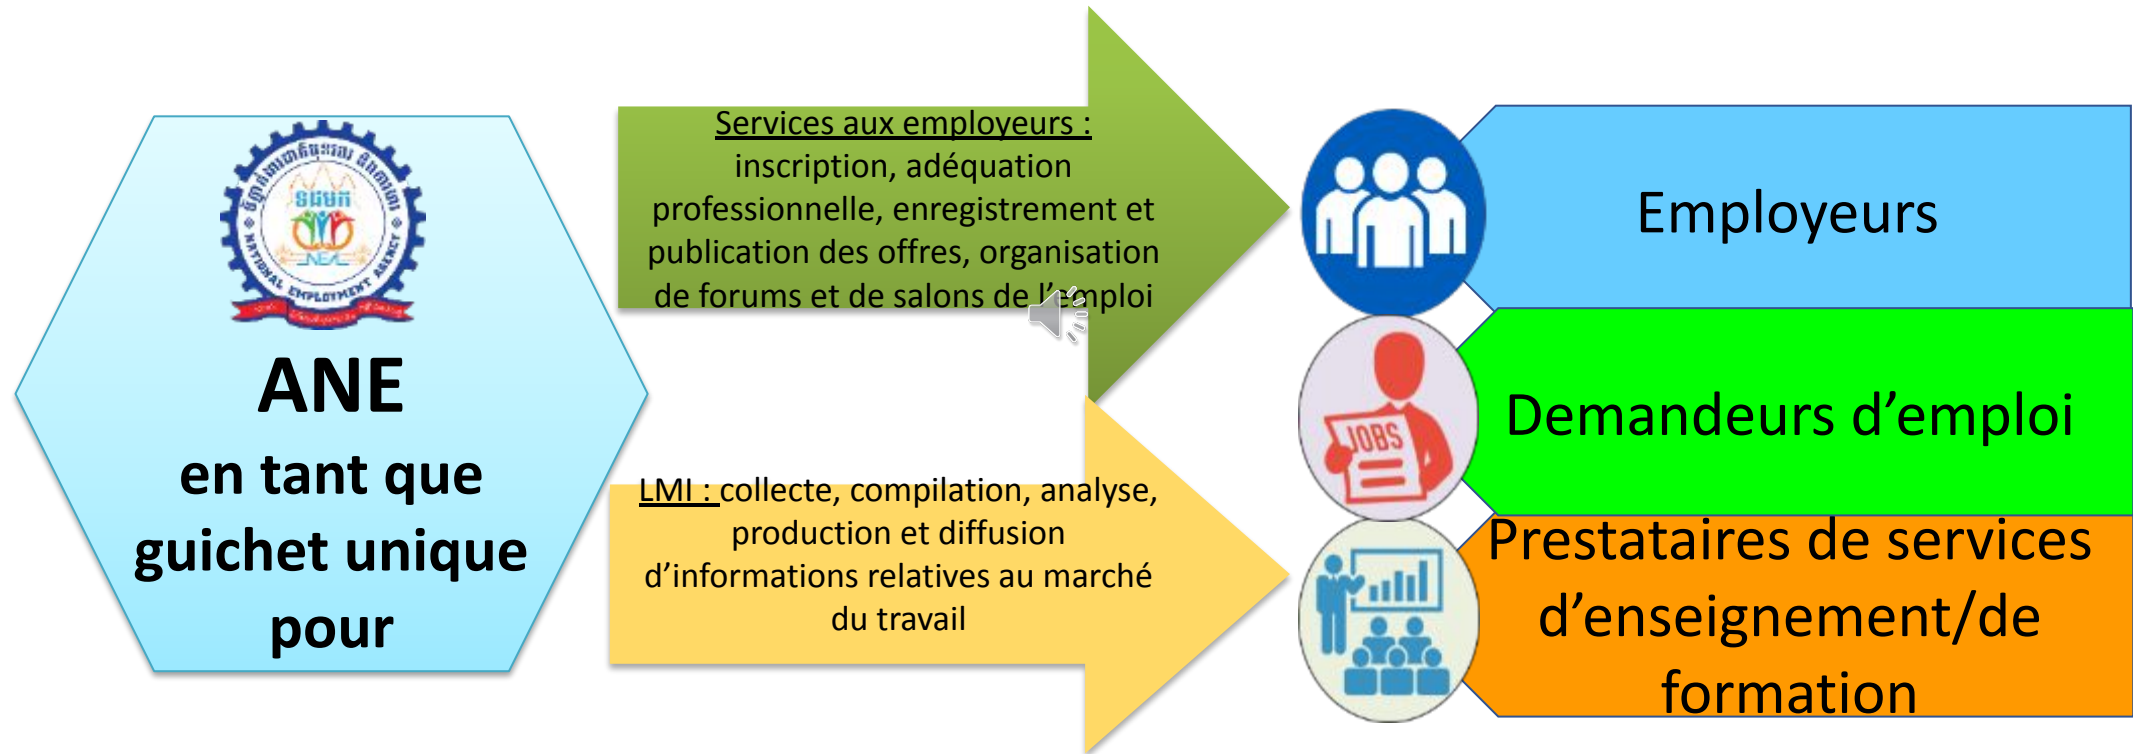 NATIONAL EMPLOYMENT AGENCY
NEA
ANE
en tant que
guichet unique
pour
Services aux employeurs :
inscription, adéquation
professionnelle, enregistrement et
publication des offres, organisation
de forums et de salons de l’emploi
LMI : collecte, compilation, analyse,
production et diffusion
d’informations relatives au marché
du travail
Employeurs
JOBS
Demandeurs d’emploi
Prestataires de services
d’enseignement/de
formation